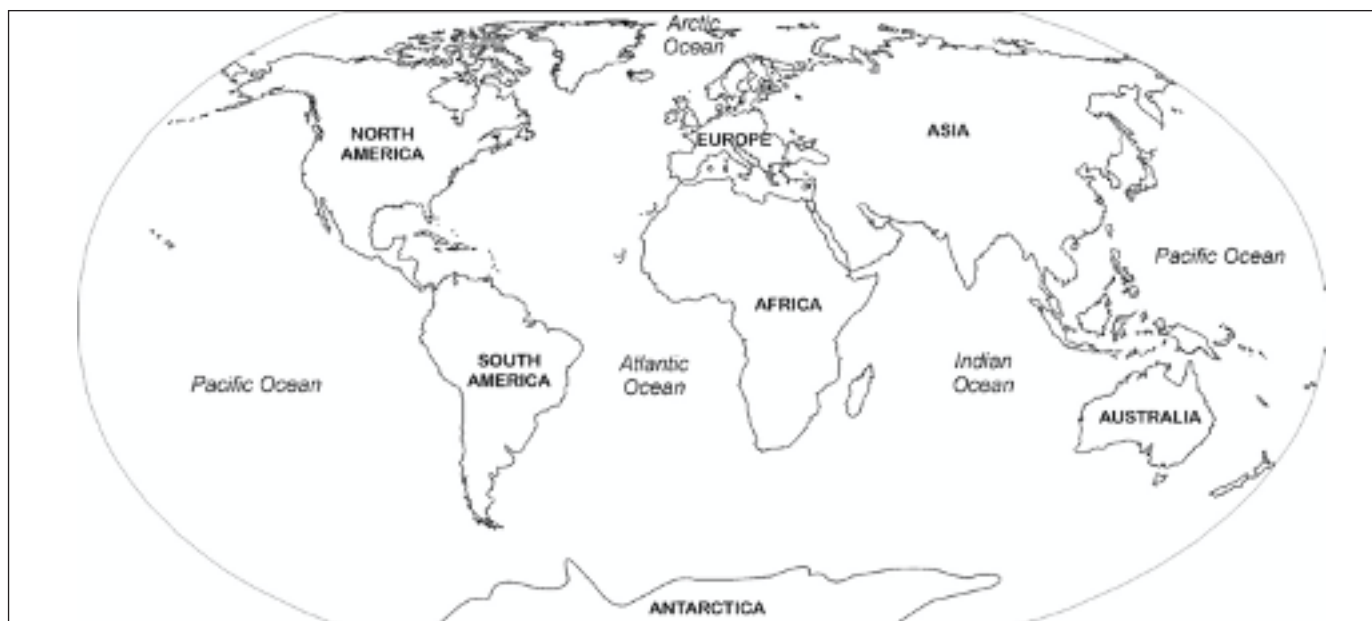 Arctic
Ocean
NORTH
AMERICA
EUROPE
ASIA
Pacific Ocean
AFRICA
SOUTH
AMERICA
Atlantic
Ocean
Indian
Ocean
Pacific Ocean
AUSTRALIA
ANTARCTICA